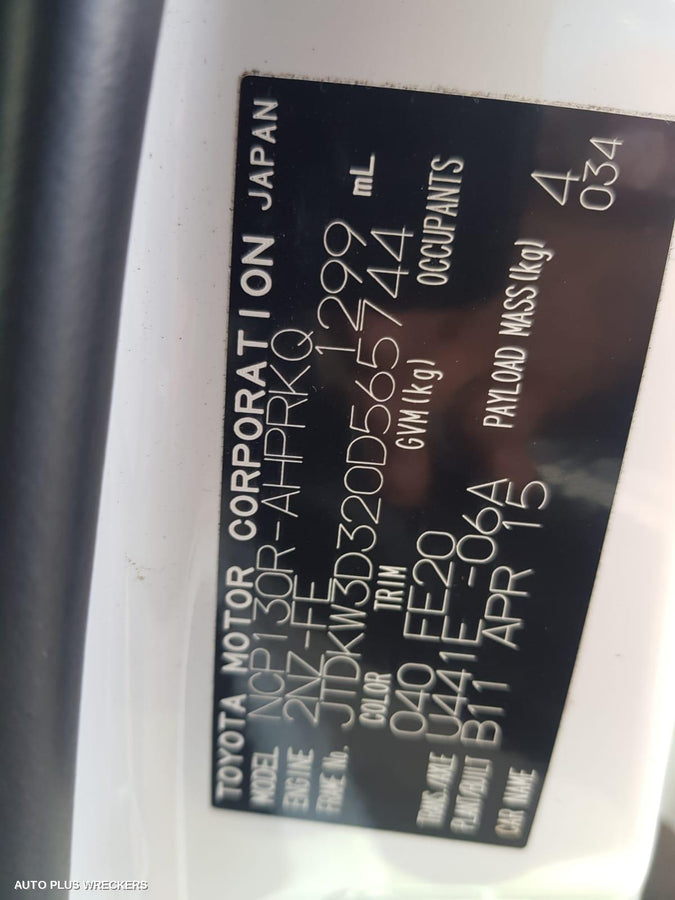 TOYOTA MOTOR CORPORATION JAPAN
MODEL NCP130R-AHPRKQ
ENGINE 2NZ-FE 1299 mL
FRAME No. JTDKW3D320D565744
COLOR TRIM GVM(kg) OCCUPANTS
040 FE20 4
TRANS./AXLE U441E -06A PAYLOAD MASS(kg) 034
PLANT/BUILT B11 APR 15
CAR NAME
AUTO PLUS WRECKERS